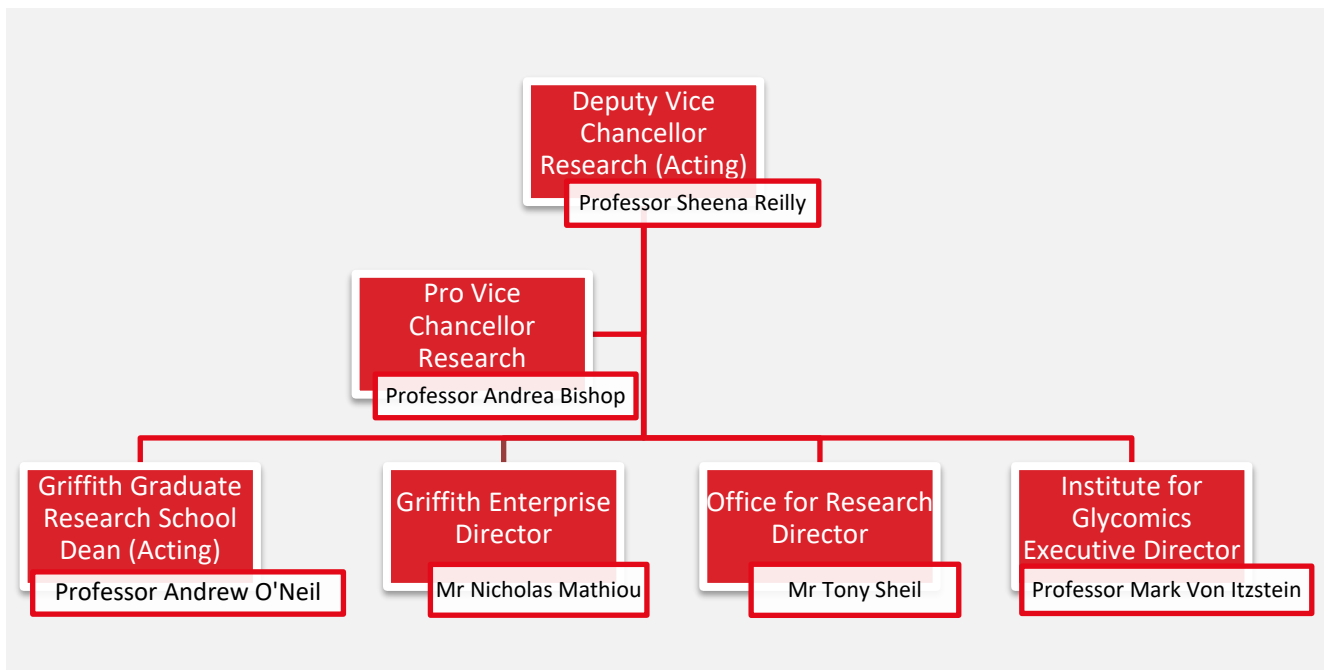 Deputy Vice
Chancellor
Research (Acting)
Professor Sheena Reilly
Pro Vice
Chancellor
Research
Professor Andrea Bishop
Griffith Graduate
Research School
Dean (Acting)
Professor Andrew O'Neil
Griffith Enterprise
Director
Mr Nicholas Mathiou
Office for Research
Director
Mr Tony Sheil
Institute for
Glycomics
Executive Director
Professor Mark Von Itzstein